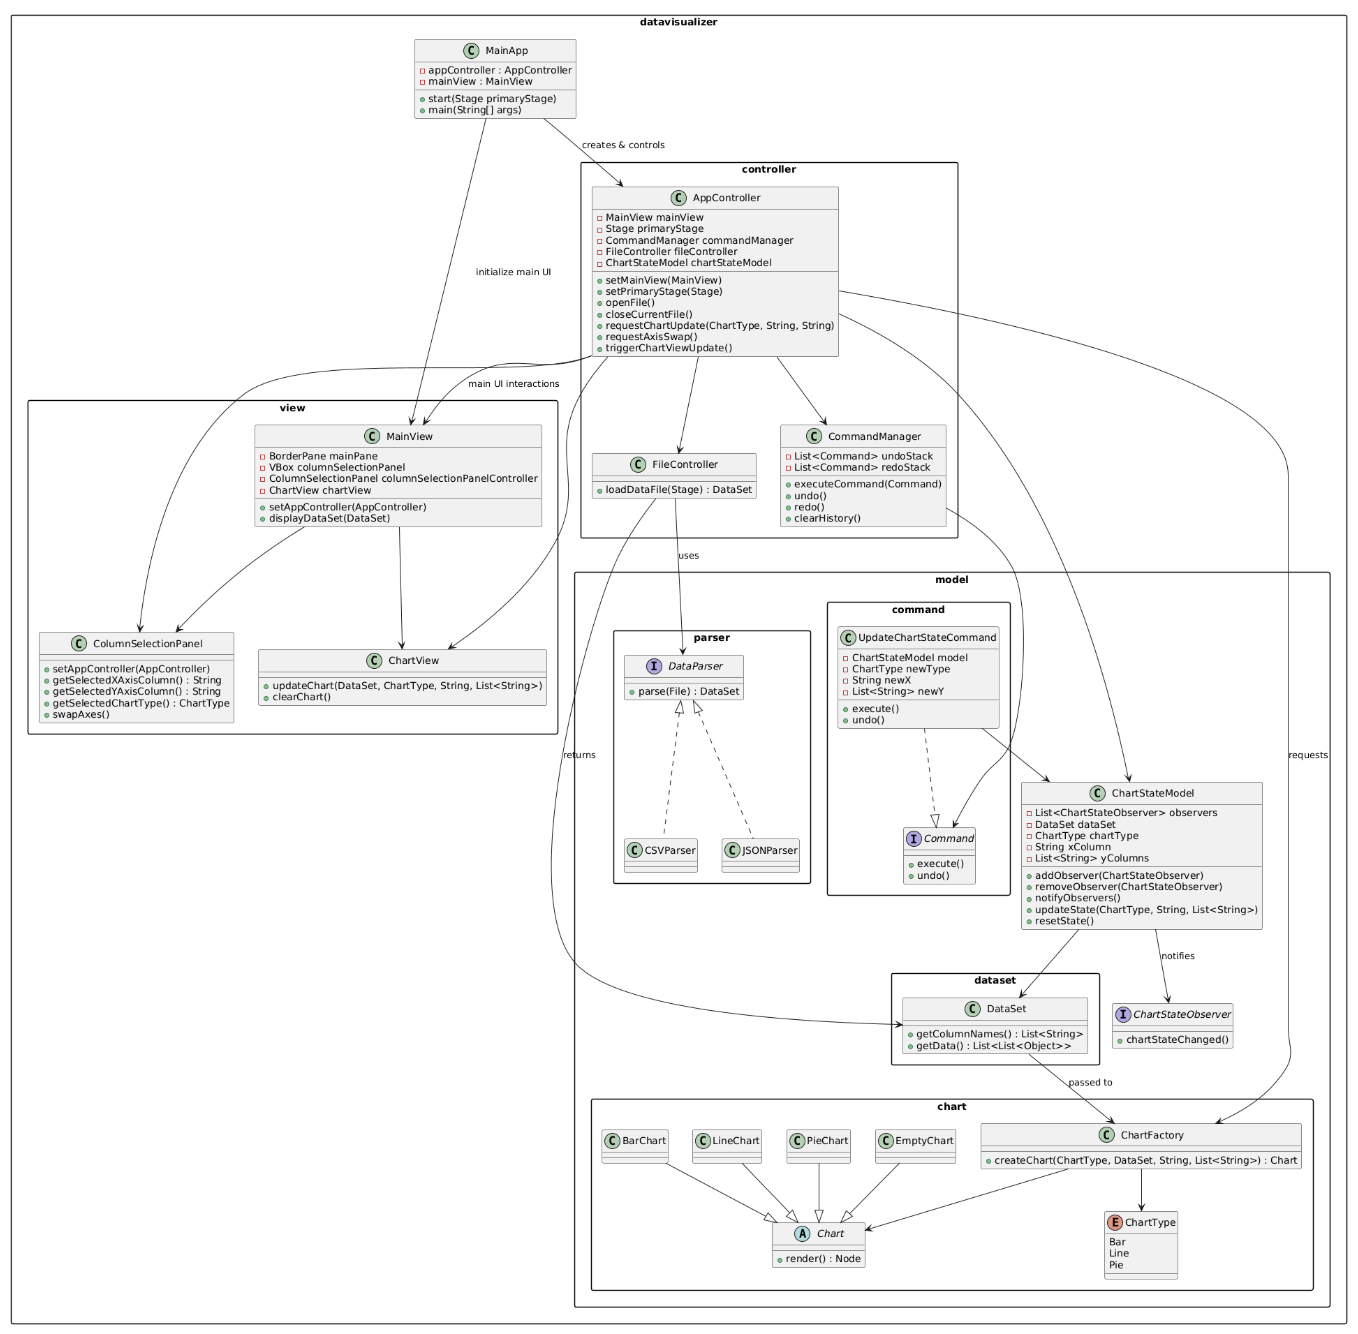 datavisualizer
C MainApp
appController : AppController
mainView : MainView
start(Stage primaryStage)
main(String[] args)
creates & controls
initialize main UI
controller
C AppController
MainView mainView
Stage primaryStage
CommandManager commandManager
FileController fileController
ChartStateModel chartStateModel
setMainView(MainView)
setPrimaryStage(Stage)
openFile()
closeCurrentFile()
requestChartUpdate(ChartType, String, String)
requestAxisSwap()
triggerChartViewUpdate()
main UI interactions
view
C MainView
BorderPane mainPane
VBox columnSelectionPanel
ColumnSelectionPanel columnSelectionPanelController
ChartView chartView
setAppController(AppController)
displayDataSet(DataSet)
C FileController
loadDataFile(Stage) : DataSet
C CommandManager
List<Command> undoStack
List<Command> redoStack
executeCommand(Command)
undo()
redo()
clearHistory()
uses
C ColumnSelectionPanel
setAppController(AppController)
getSelectedXAxisColumn() : String
getSelectedYAxisColumn() : String
getSelectedChartType() : ChartType
swapAxes()
C ChartView
updateChart(DataSet, ChartType, String, List<String>)
clearChart()
model
parser
I DataParser
parse(File) : DataSet
C CSVParser
C JSONParser
command
C UpdateChartStateCommand
ChartStateModel model
ChartType newType
String newX
List<String> newY
execute()
undo()
I Command
execute()
undo()
returns
requests
C ChartStateModel
List<ChartStateObserver> observers
DataSet dataSet
ChartType chartType
String xColumn
List<String> yColumns
addObserver(ChartStateObserver)
removeObserver(ChartStateObserver)
notifyObservers()
updateState(ChartType, String, List<String>)
resetState()
notifies
dataset
C DataSet
getColumnNames() : List<String>
getData() : List<List<Object>>
I ChartStateObserver
chartStateChanged()
passed to
chart
C BarChart
C LineChart
C PieChart
C EmptyChart
C ChartFactory
createChart(ChartType, DataSet, String, List<String>) : Chart
A Chart
render() : Node
E ChartType
Bar
Line
Pie